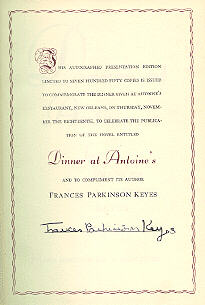 THIS AUTOGRAPHED PRESENTATION EDITION
LIMITED TO SEVEN HUNDRED FIFTY COPIES IS ISSUED
TO COMMEMORATE THE DINNER GIVEN AT ANTOINE'S
RESTAURANT, NEW ORLEANS, ON THURSDAY, NOVEM-
BER THE EIGHTEENTH, TO CELEBRATE THE PUBLICA-
TION OF THE NOVEL ENTITLED
Dinner at Antoine's
AND TO COMPLIMENT ITS AUTHOR
FRANCES PARKINSON KEYES
Frances Parkinson Keyes